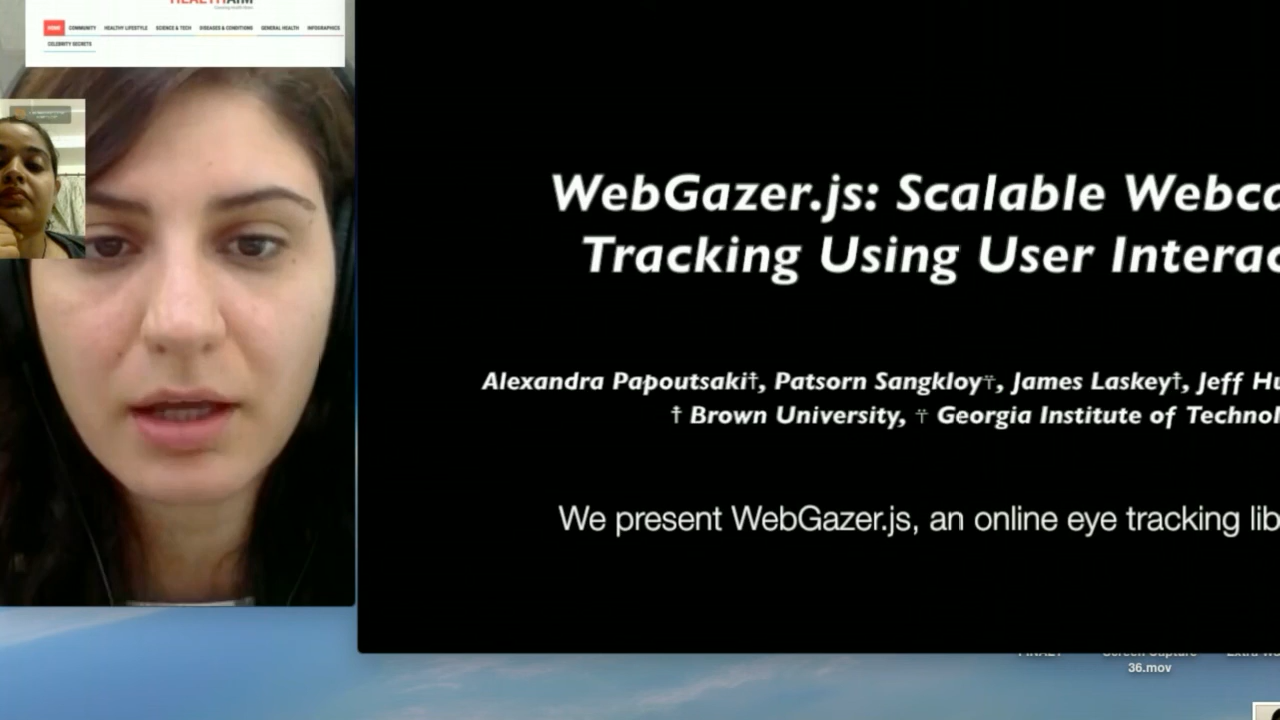 HEALTHAIM
HOME COMMUNITY HEALTHY LIFESTYLE SCIENCE & TECH DISEASES & CONDITIONS GENERAL HEALTH INFOGRAPHICS
CELEBRITY SECRETS
WebGazer.js: Scalable Webca
Tracking Using User Interac
Alexandra Papoutsaki†, Patsorn Sangkloy††, James Laskey†, Jeff Hu
† Brown University, †† Georgia Institute of Technol
We present WebGazer.js, an online eye tracking lib
Screen Capture
36.mov